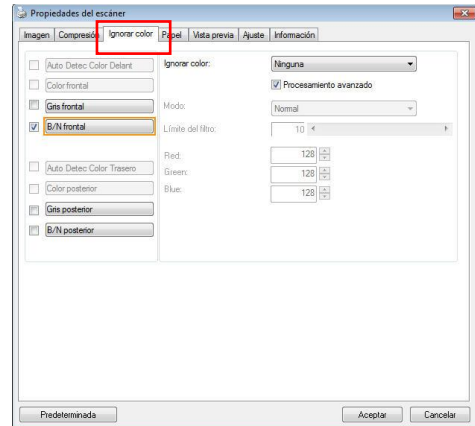 Propiedades del escáner
Imagen Compresión Ignorar color Papel Vista previa Ajuste Información
Auto Detec Color Delant
Color frontal
Gris frontal
B/N frontal
Auto Detec Color Trasero
Color posterior
Gris posterior
B/N posterior
Ignorar color: Ninguna
Procesamiento avanzado
Modo: Normal
Límite del filtro: 10
Red: 128
Green: 128
Blue: 128
Predeterminada Aceptar Cancelar